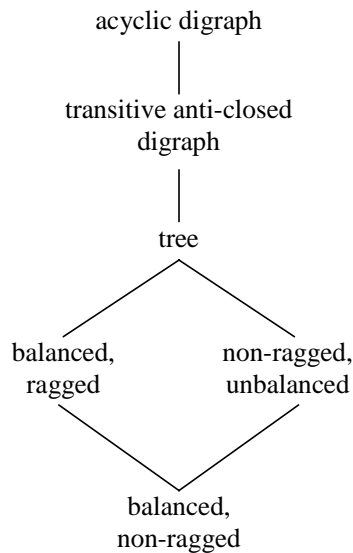 acyclic digraph
transitive anti-closed
digraph
tree
balanced,
ragged
non-ragged,
unbalanced
balanced,
non-ragged